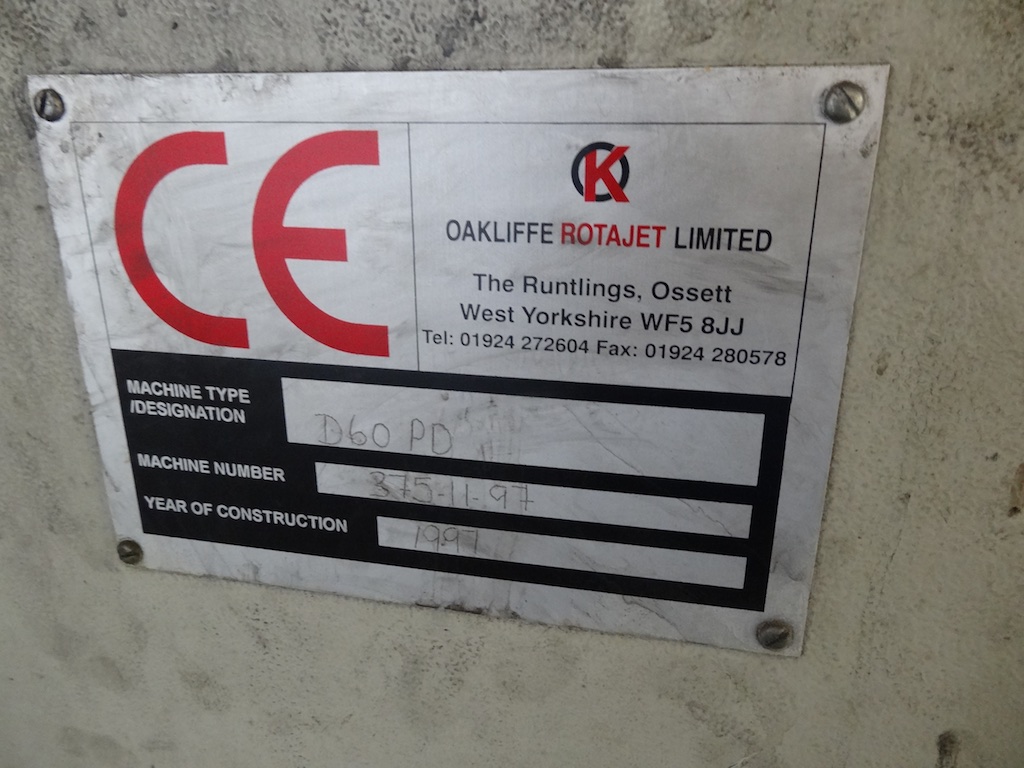 CE
OK
OAKLIFFE ROTAJET LIMITED
The Runtlings, Ossett
West Yorkshire WF5 8JJ
Tel: 01924 272604 Fax: 01924 280578
MACHINE TYPE
/DESIGNATION
D60 PD
MACHINE NUMBER
375-11-97
YEAR OF CONSTRUCTION
1997